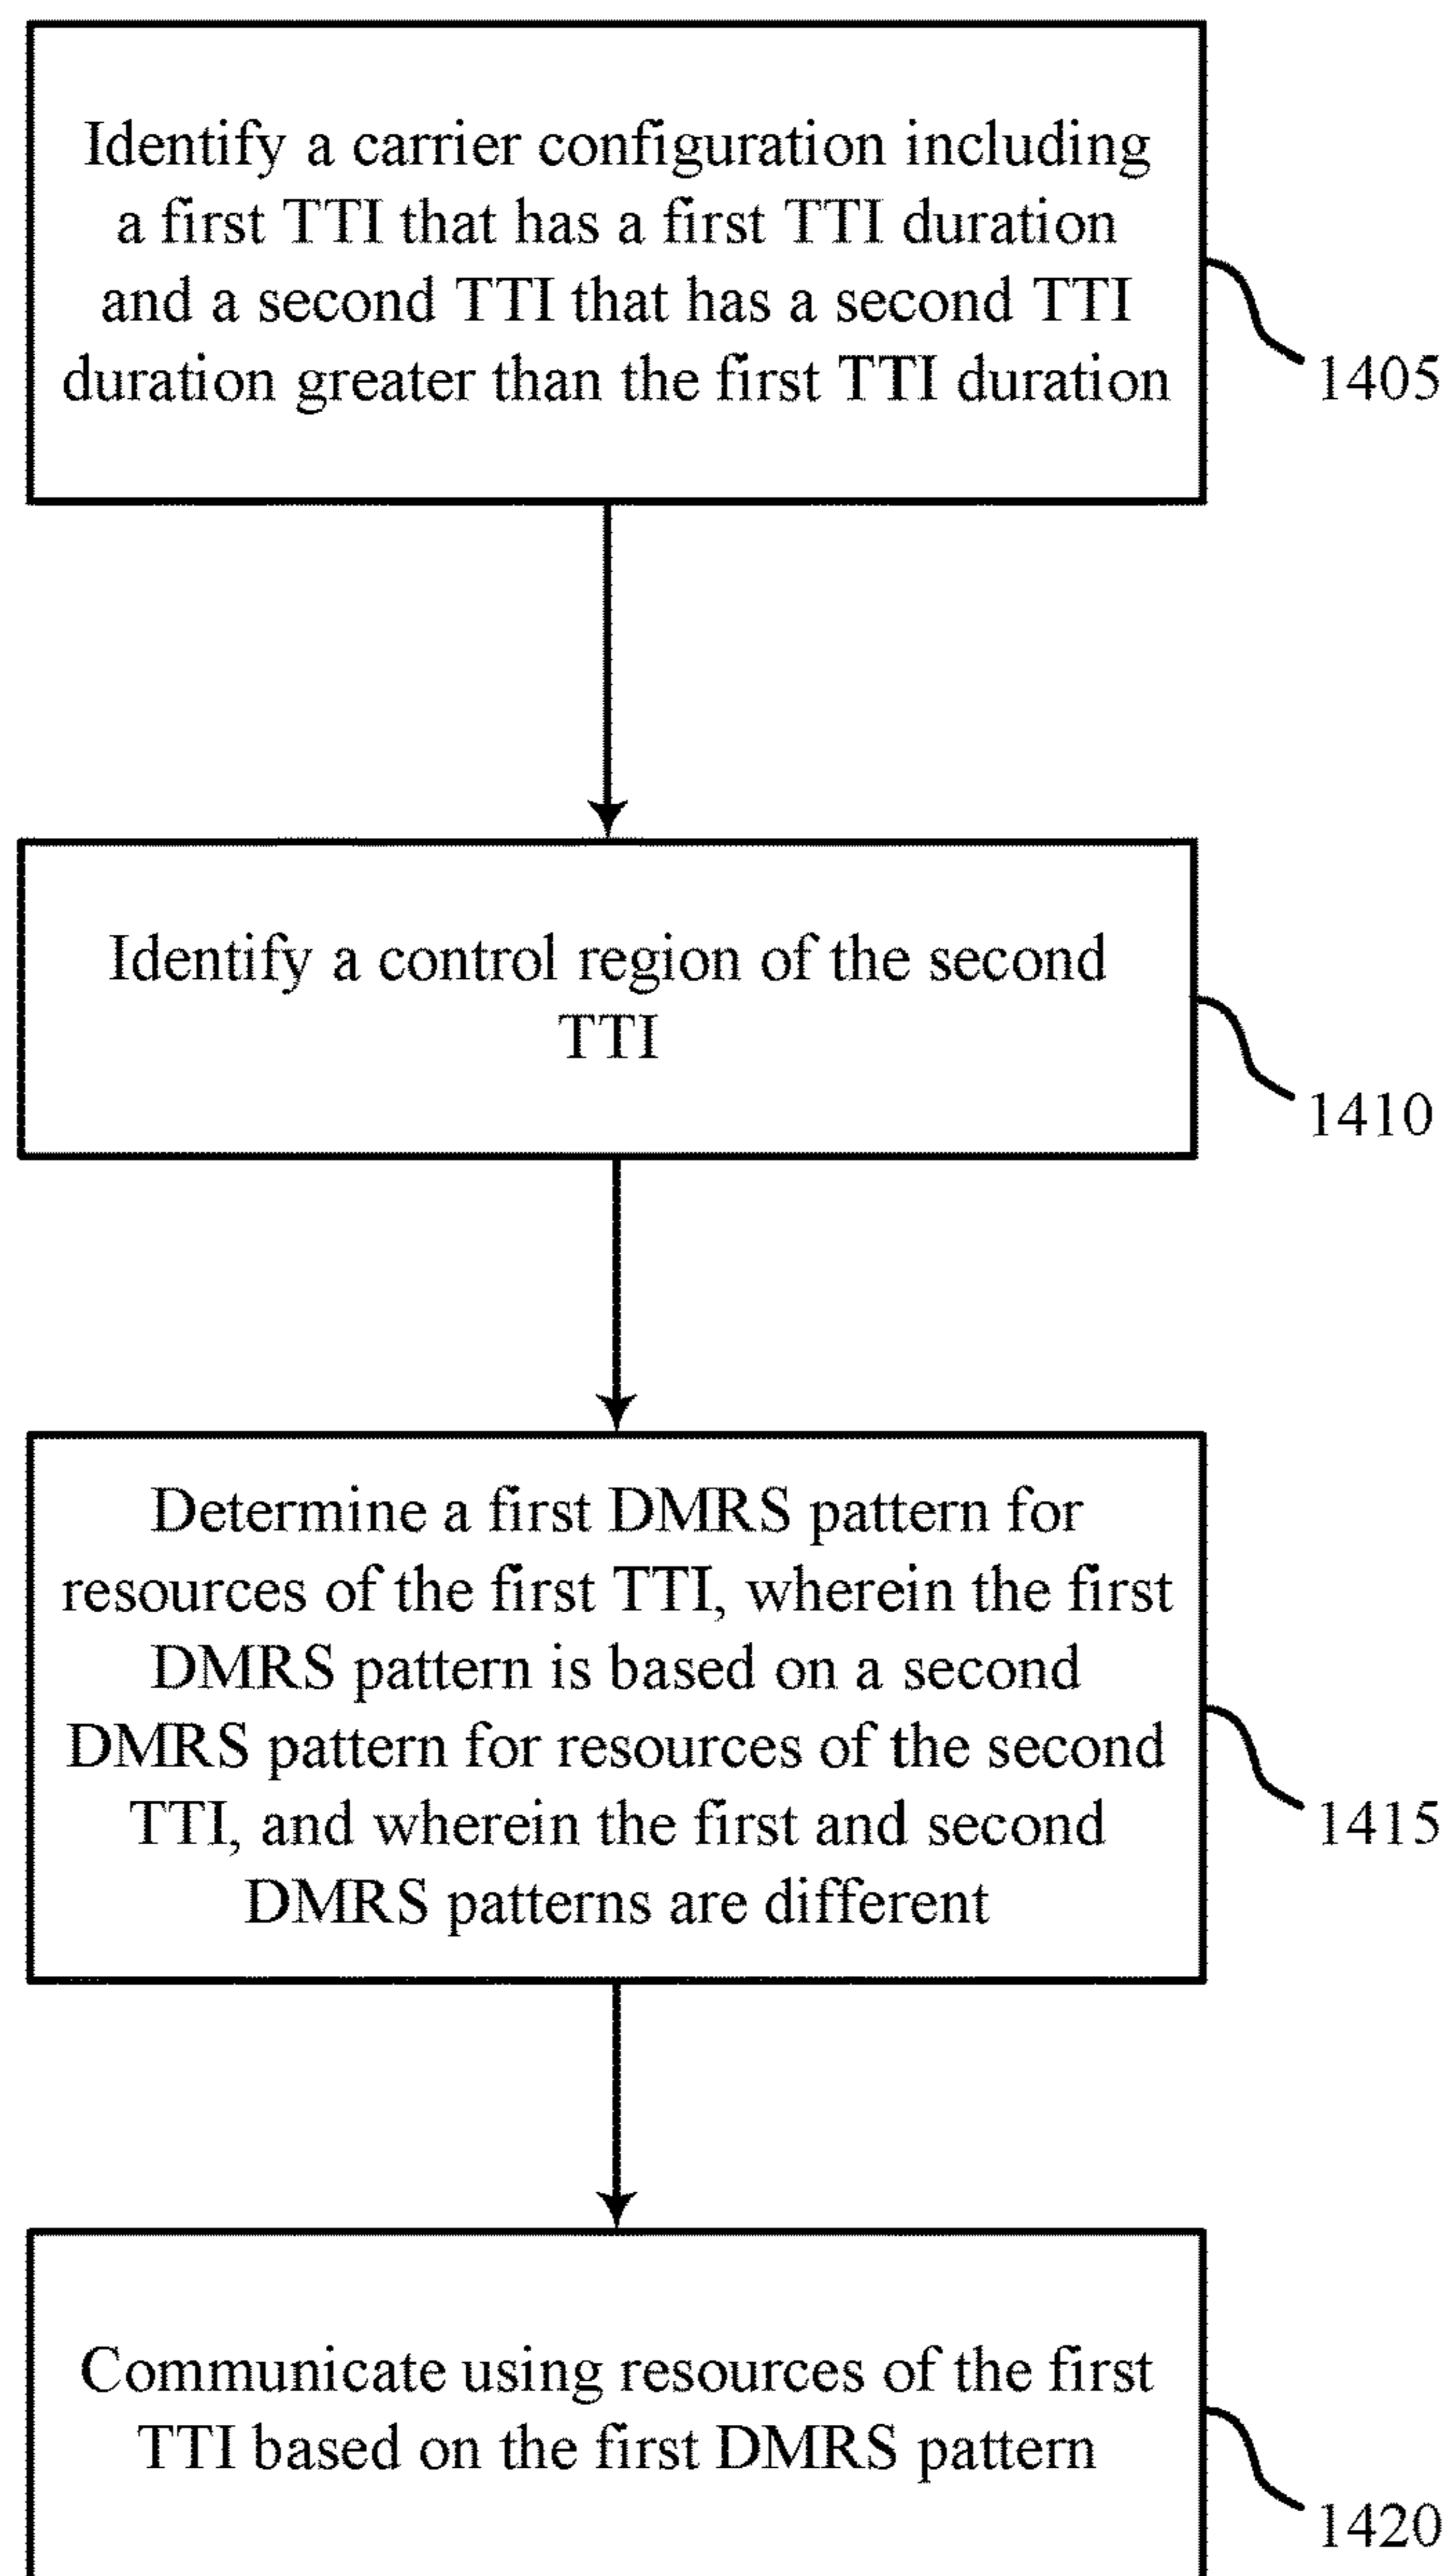 Identify a carrier configuration including
a first TTI that has a first TTI duration
and a second TTI that has a second TTI
duration greater than the first TTI duration
1405
Identify a control region of the second
TTI
1410
Determine a first DMRS pattern for
resources of the first TTI, wherein the first
DMRS pattern is based on a second
DMRS pattern for resources of the second
TTI, and wherein the first and second
DMRS patterns are different
1415
Communicate using resources of the first
TTI based on the first DMRS pattern
1420